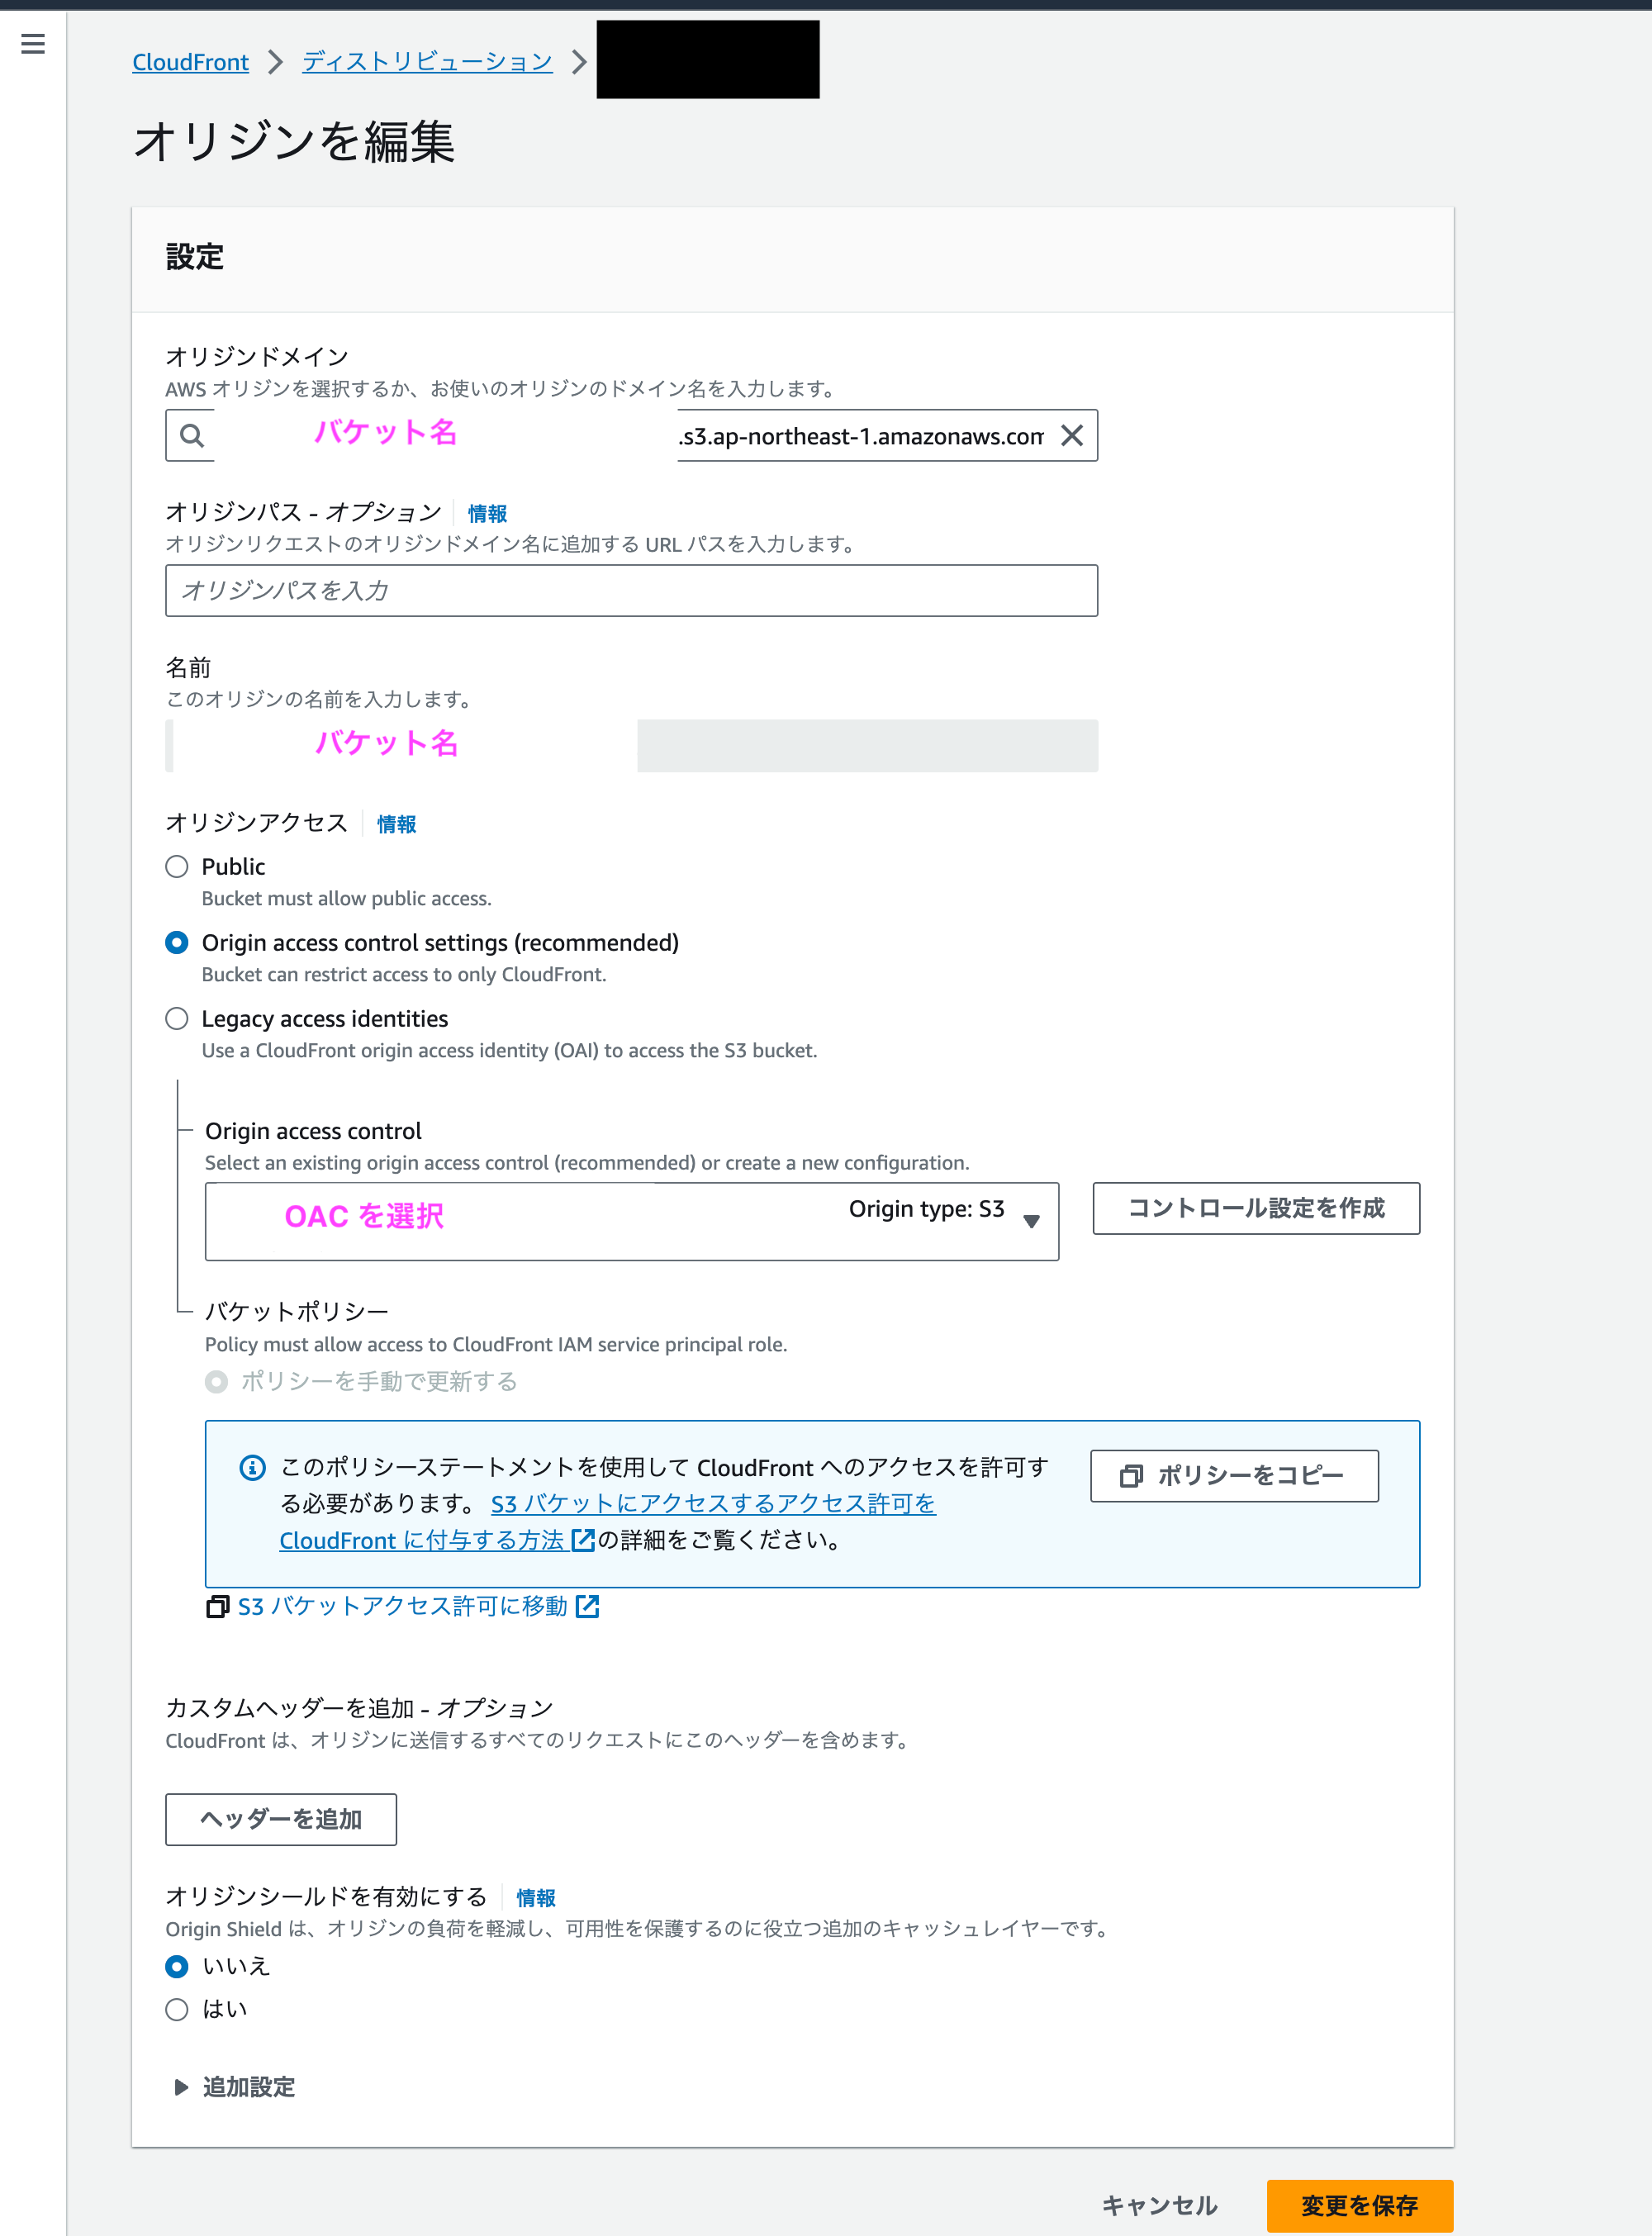 CloudFront > ディストリビューション >
オリジンを編集
設定
オリジンドメイン
AWS オリジンを選択するか、お使いのオリジンのドメイン名を入力します。
バケット名 .s3.ap-northeast-1.amazonaws.com
オリジンパス - オプション 情報
オリジンリクエストのオリジンドメイン名に追加する URL パスを入力します。
オリジンパスを入力
名前
このオリジンの名前を入力します。
バケット名
オリジンアクセス 情報
Public
Bucket must allow public access.
Origin access control settings (recommended)
Bucket can restrict access to only CloudFront.
Legacy access identities
Use a CloudFront origin access identity (OAI) to access the S3 bucket.
Origin access control
Select an existing origin access control (recommended) or create a new configuration.
OAC を選択 Origin type: S3 コントロール設定を作成
バケットポリシー
Policy must allow access to CloudFront IAM service principal role.
ポリシーを手動で更新する
このポリシーステートメントを使用して CloudFront へのアクセスを許可す
る必要があります。 S3 バケットにアクセスするアクセス許可を
CloudFront に付与する方法 の詳細をご覧ください。
ポリシーをコピー
S3 バケットアクセス許可に移動
カスタムヘッダーを追加 - オプション
CloudFront は、オリジンに送信するすべてのリクエストにこのヘッダーを含めます。
ヘッダーを追加
オリジンシールドを有効にする 情報
Origin Shield は、オリジンの負荷を軽減し、可用性を保護するのに役立つ追加のキャッシュレイヤーです。
いいえ
はい
追加設定
キャンセル 変更を保存